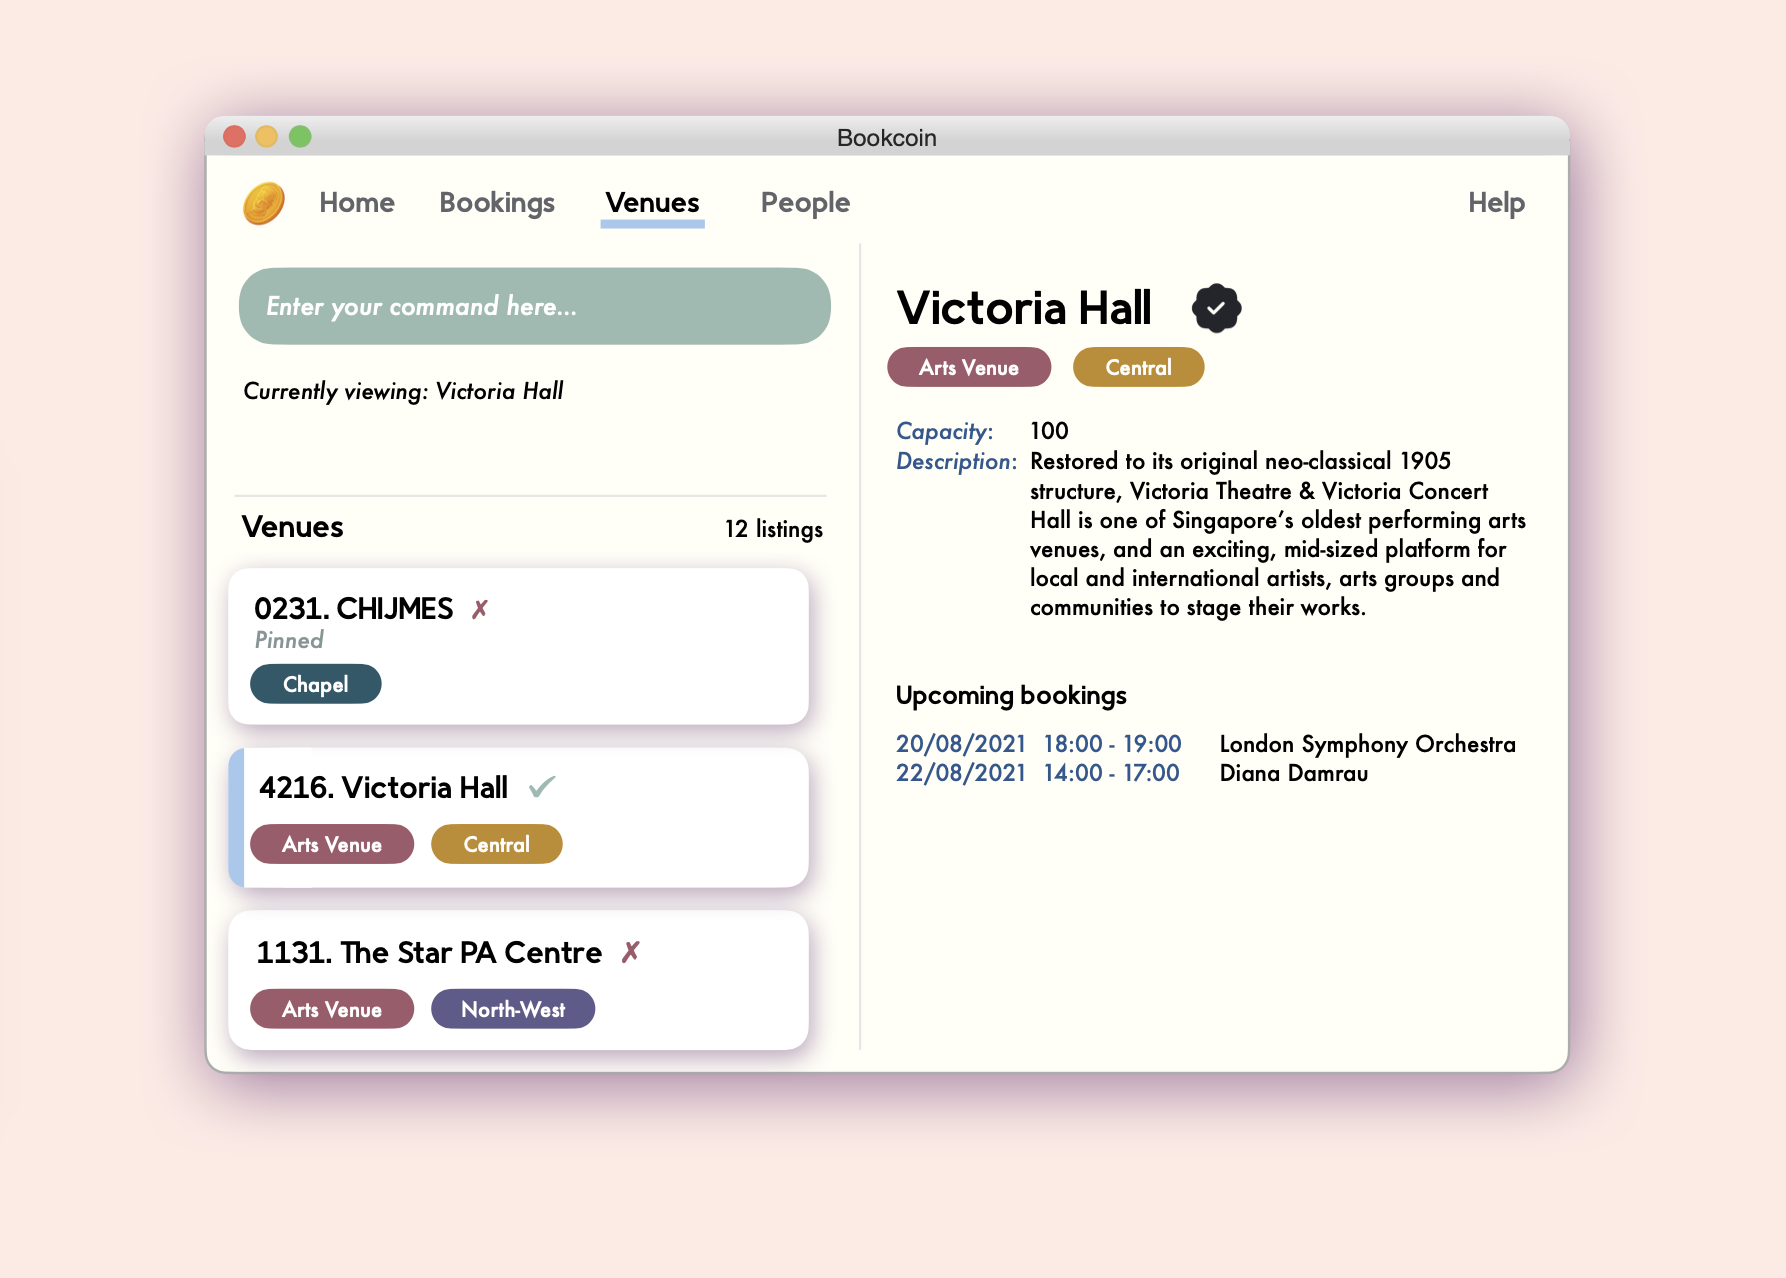 Bookcoin
Home Bookings Venues People Help
Enter your command here...
Currently viewing: Victoria Hall
Venues 12 listings
0231. CHIJMES ✗
Pinned
Chapel
4216. Victoria Hall ✓
Arts Venue Central
1131. The Star PA Centre ✗
Arts Venue North-West
Victoria Hall
Arts Venue Central
Capacity: 100
Description: Restored to its original neo-classical 1905
structure, Victoria Theatre & Victoria Concert
Hall is one of Singapore’s oldest performing arts
venues, and an exciting, mid-sized platform for
local and international artists, arts groups and
communities to stage their works.
Upcoming bookings
20/08/2021 18:00 - 19:00 London Symphony Orchestra
22/08/2021 14:00 - 17:00 Diana Damrau